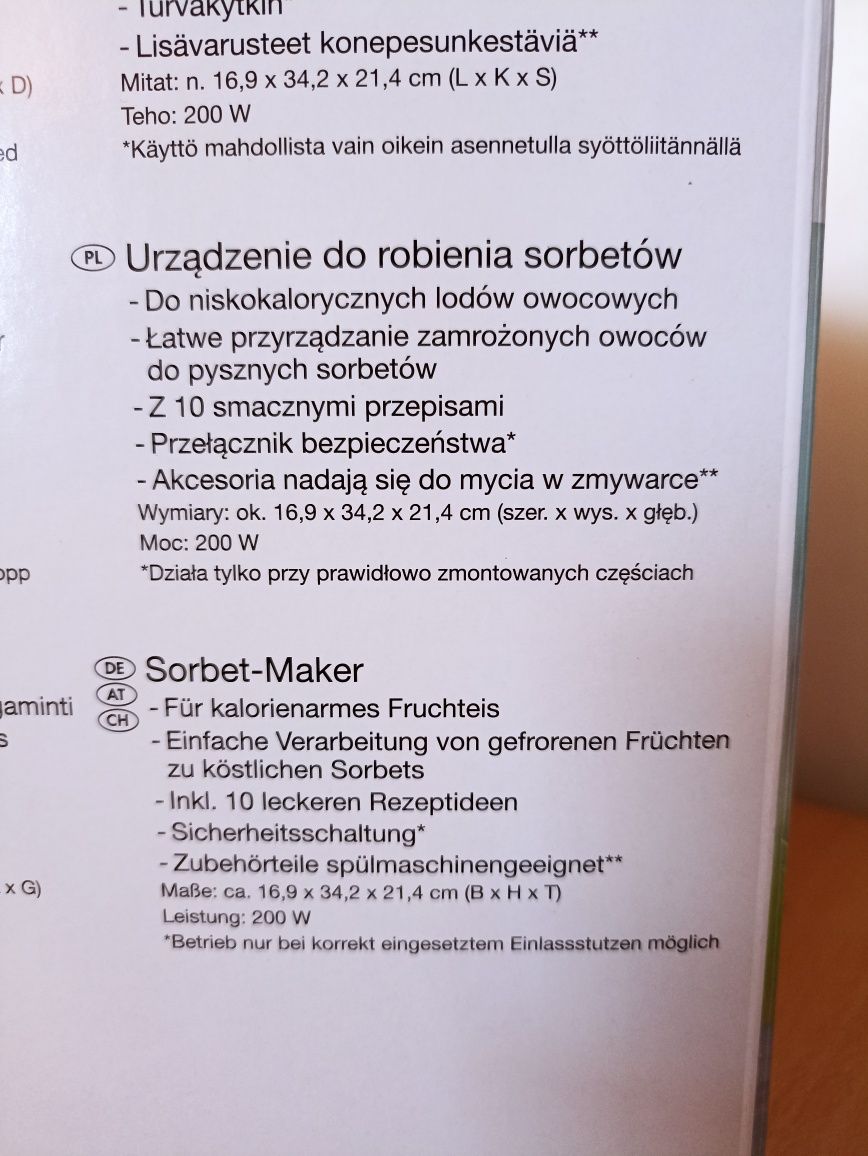 - Turvakytkin*
- Lisävarusteet konepesunkestäviä**
Mitat: n. 16,9 x 34,2 x 21,4 cm (L x K x S)
Teho: 200 W
*Käyttö mahdollista vain oikein asennetulla syöttöliitännällä
PL Urządzenie do robienia sorbetów
- Do niskokalorycznych lodów owocowych
- Łatwe przyrządzanie zamrożonych owoców
do pysznych sorbetów
- Z 10 smacznymi przepisami
- Przełącznik bezpieczeństwa*
- Akcesoria nadają się do mycia w zmywarce**
Wymiary: ok. 16,9 x 34,2 x 21,4 cm (szer. x wys. x głęb.)
Moc: 200 W
*Działa tylko przy prawidłowo zmontowanych częściach
DE Sorbet-Maker
AT
CH
- Für kalorienarmes Fruchteis
- Einfache Verarbeitung von gefrorenen Früchten
zu köstlichen Sorbets
- Inkl. 10 leckeren Rezeptideen
- Sicherheitsschaltung*
- Zubehörteile spülmaschinengeeignet**
Maße: ca. 16,9 x 34,2 x 21,4 cm (B x H x T)
Leistung: 200 W
*Betrieb nur bei korrekt eingesetztem Einlassstutzen möglich
x D)
ed
opp
gaminti
s
x G)